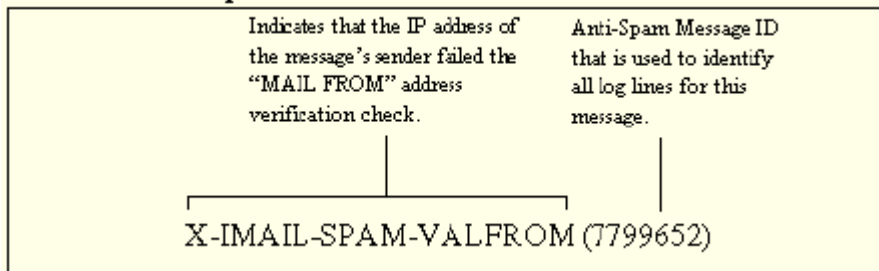 Indicates that the IP address of
the message's sender failed the
“MAIL FROM” address
verification check.
Anti-Spam Message ID
that is used to identify
all log lines for this
message.
X-IMAIL-SPAM-VALFROM (7799652)